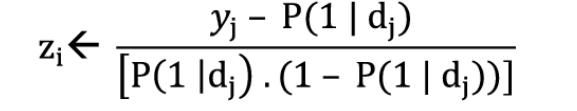 zᵢ← yⱼ – P(1 | dⱼ)
[P(1 |dⱼ) . (1 – P(1 | dⱼ))]